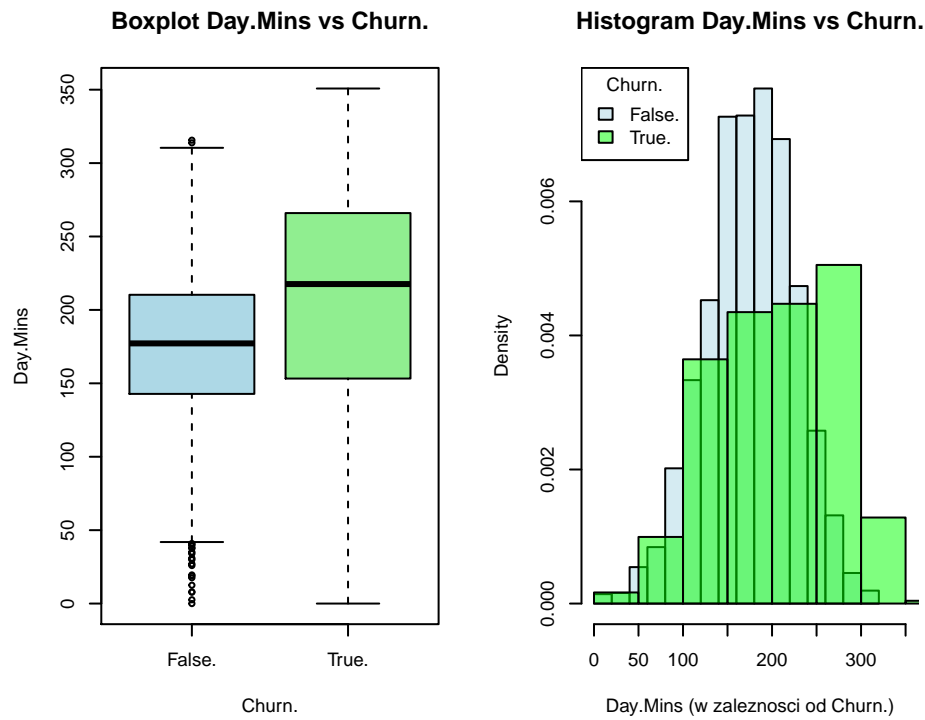 Boxplot Day.Mins vs Churn.
350
300
250
200
150
100
50
0
Day.Mins
False.
True.
Churn.
Histogram Day.Mins vs Churn.
Churn.
False.
True.
0.006
0.004
0.002
0.000
Density
0 50 100 200 300
Day.Mins (w zaleznosci od Churn.)